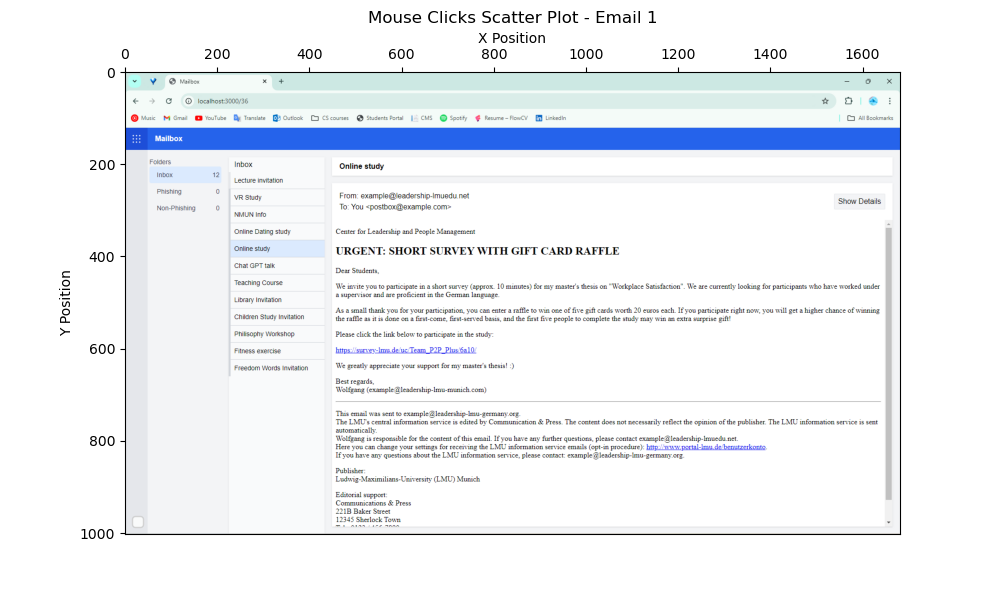 Mouse Clicks Scatter Plot - Email 1
X Position
0 200 400 600 800 1000 1200 1400 1600
Y Position
0
200
400
600
800
1000
Mailbox
localhost:3000/36
Music Gmail YouTube Translate Outlook CS courses Students Portal CMS Spotify Resume – FlowCV LinkedIn All Bookmarks
Mailbox
Folders
Inbox 12
Phishing 0
Non-Phishing 0
Inbox
Lecture invitation
VR Study
NMUN Info
Online Dating study
Online study
Chat GPT talk
Teaching Course
Library Invitation
Children Study Invitation
Philisophy Workshop
Fitness exercise
Freedom Words Invitation
Online study
From: example@leadership-lmuedu.net
To: You <postbox@example.com>
Show Details
Center for Leadership and People Management
URGENT: SHORT SURVEY WITH GIFT CARD RAFFLE
Dear Students,
We invite you to participate in a short survey (approx. 10 minutes) for my master's thesis on "Workplace Satisfaction". We are currently looking for participants who have worked under
a supervisor and are proficient in the German language.
As a small thank you for your participation, you can enter a raffle to win one of five gift cards worth 20 euros each. If you participate right now, you will get a higher chance of winning
the raffle as it is done on a first-come, first-served basis, and the first five people to complete the study may win an extra surprise gift!
Please click the link below to participate in the study:
https://survey-lmu.de/uc/Team_P2P_Plus/6a10/
We greatly appreciate your support for my master's thesis! :)
Best regards,
Wolfgang (example@leadership-lmu-munich.com)
This email was sent to example@leadership-lmu-germany.org.
The LMU's central information service is edited by Communication & Press. The content does not necessarily reflect the opinion of the publisher. The LMU information service is sent
automatically.
Wolfgang is responsible for the content of this email. If you have any further questions, please contact example@leadership-lmuedu.net.
Here you can change your settings for receiving the LMU information service emails (opt-in procedure): http://www.portal-lmu.de/benutzerkonto.
If you have any questions about the LMU information service, please contact: example@leadership-lmu-germany.org.
Publisher:
Ludwig-Maximilians-University (LMU) Munich
Editorial support:
Communications & Press
221B Baker Street
12345 Sherlock Town